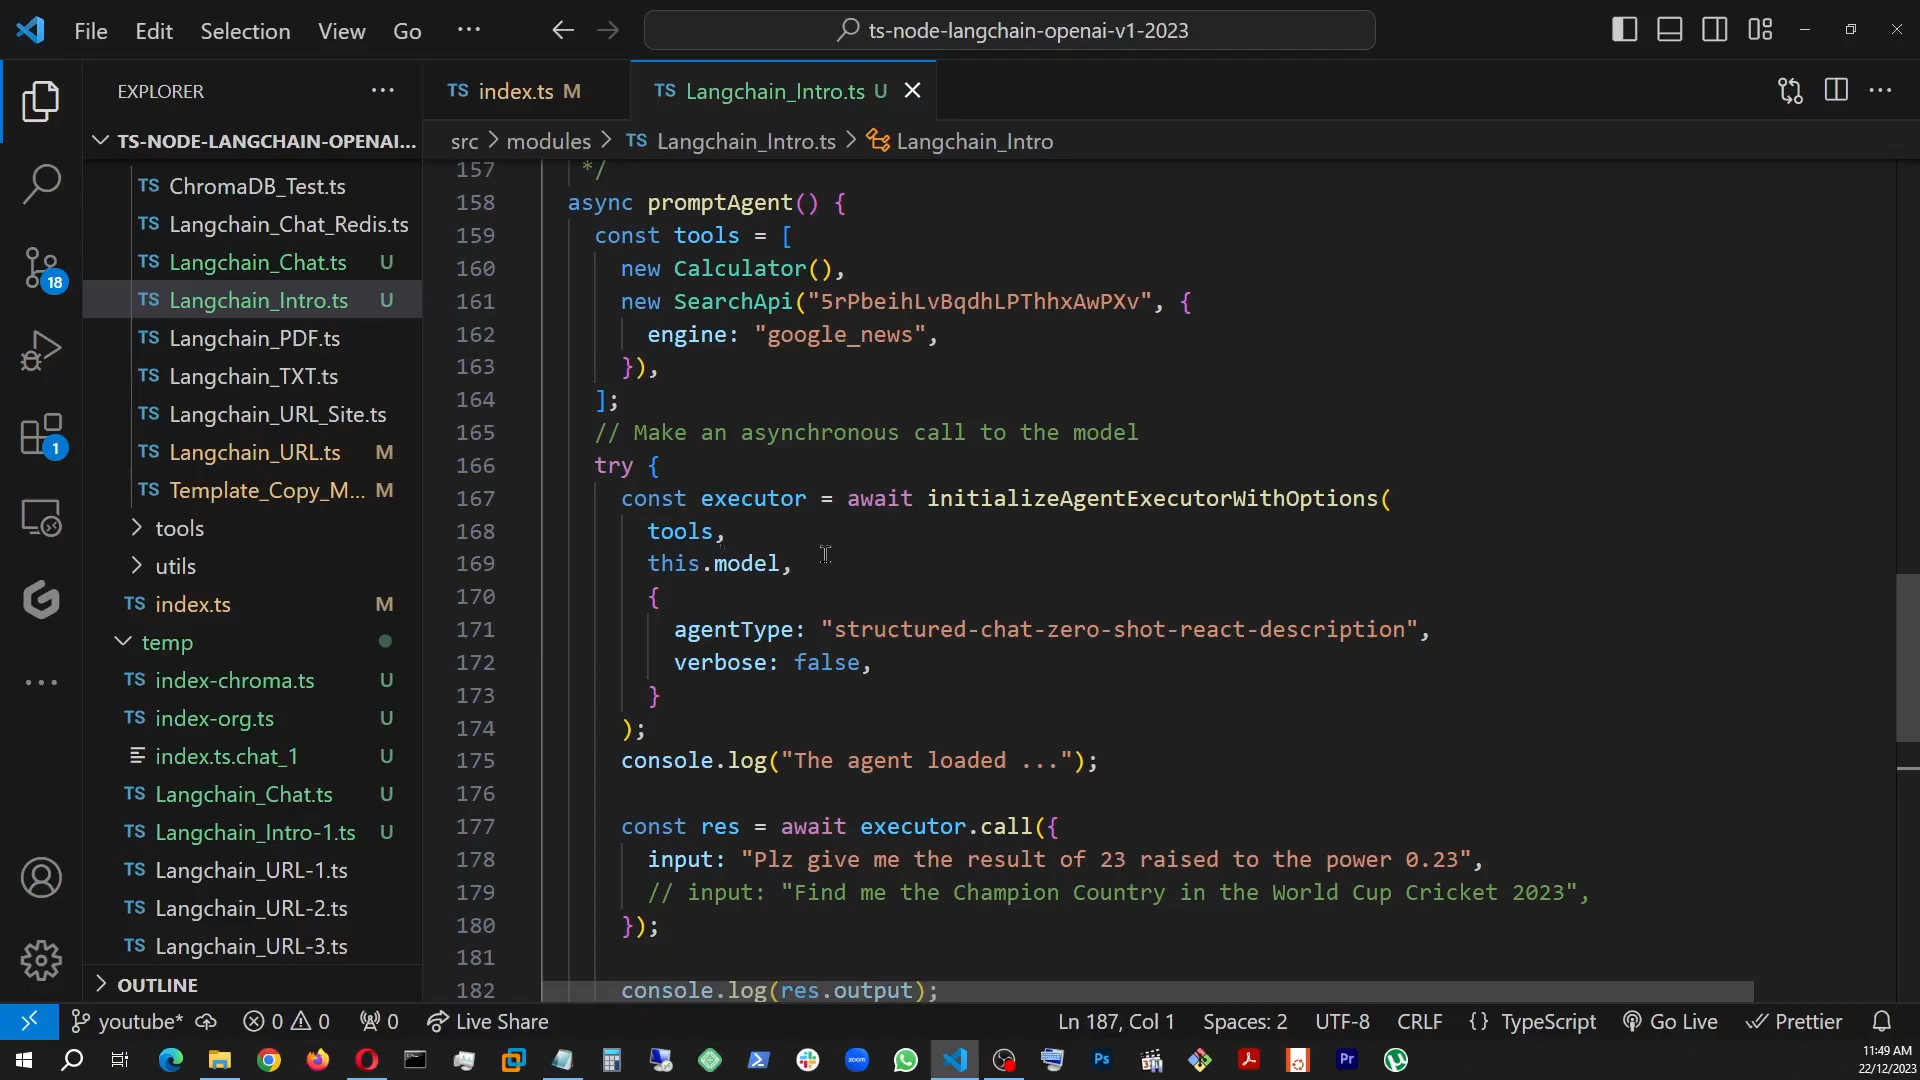 File Edit Selection View Go ···
ts-node-langchain-openai-v1-2023
EXPLORER ···
TS index.ts M
TS Langchain_Intro.ts U
TS-NODE-LANGCHAIN-OPENAI...
src > modules > TS Langchain_Intro.ts > Langchain_Intro
TS ChromaDB_Test.ts
TS Langchain_Chat_Redis.ts
TS Langchain_Chat.ts U
TS Langchain_Intro.ts U
TS Langchain_PDF.ts
TS Langchain_TXT.ts
TS Langchain_URL_Site.ts
TS Langchain_URL.ts M
TS Template_Copy_M... M
tools
utils
TS index.ts M
temp
TS index-chroma.ts U
TS index-org.ts U
index.ts.chat_1 U
TS Langchain_Chat.ts U
TS Langchain_Intro-1.ts U
TS Langchain_URL-1.ts
TS Langchain_URL-2.ts
TS Langchain_URL-3.ts
OUTLINE
18
1
157 */
158 async promptAgent() {
159 const tools = [
160 new Calculator(),
161 new SearchApi("5rPbeihLvBqdhLPThhxAwPXv", {
162 engine: "google_news",
163 }),
164 ];
165 // Make an asynchronous call to the model
166 try {
167 const executor = await initializeAgentExecutorWithOptions(
168 tools,
169 this.model,
170 {
171 agentType: "structured-chat-zero-shot-react-description",
172 verbose: false,
173 }
174 );
175 console.log("The agent loaded ...");
176
177 const res = await executor.call({
178 input: "Plz give me the result of 23 raised to the power 0.23",
179 // input: "Find me the Champion Country in the World Cup Cricket 2023",
180 });
181
182 console.log(res.output);
youtube* 0 0 0 Live Share Ln 187, Col 1 Spaces: 2 UTF-8 CRLF {} TypeScript Go Live Prettier
zoom Ps Pr
11:49 AM
22/12/2023